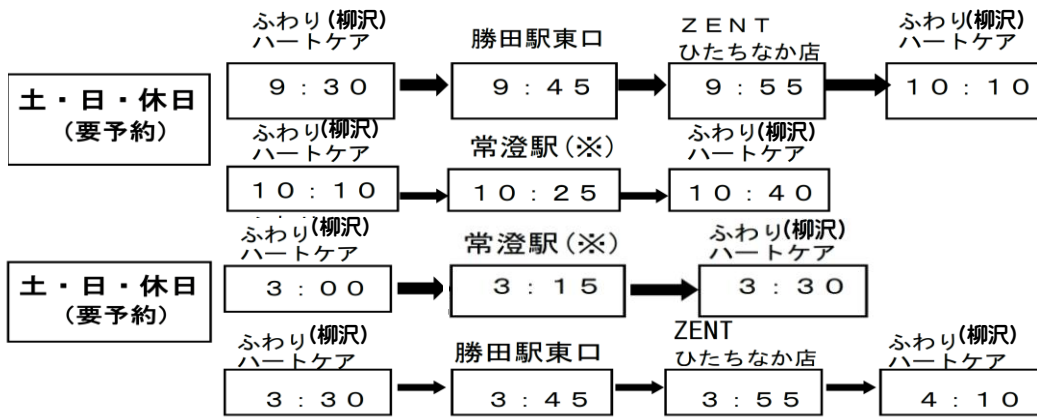 ふわり(柳沢)
ハートケア
勝田駅東口
ＺＥＮＴ
ひたちなか店
ふわり(柳沢)
ハートケア
土・日・休日
（要予約）
９：３０
９：４５
９：５５
１０：１０
ふわり(柳沢)
ハートケア
常澄駅（※）
ふわり(柳沢)
ハートケア
１０：１０
１０：２５
１０：４０
土・日・休日
（要予約）
ふわり(柳沢)
ハートケア
常澄駅（※）
ふわり(柳沢)
ハートケア
３：００
３：１５
３：３０
ふわり(柳沢)
ハートケア
勝田駅東口
ZENT
ひたちなか店
ふわり(柳沢)
ハートケア
３：３０
３：４５
３：５５
４：１０